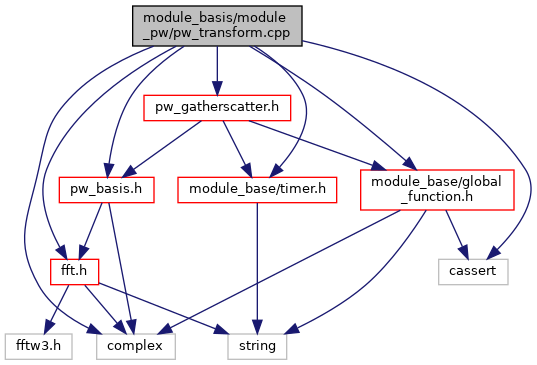 module_basis/module
_pw/pw_transform.cpp
pw_gatherscatter.h
pw_basis.h
module_base/timer.h
module_base/global
_function.h
fft.h
cassert
fftw3.h
complex
string